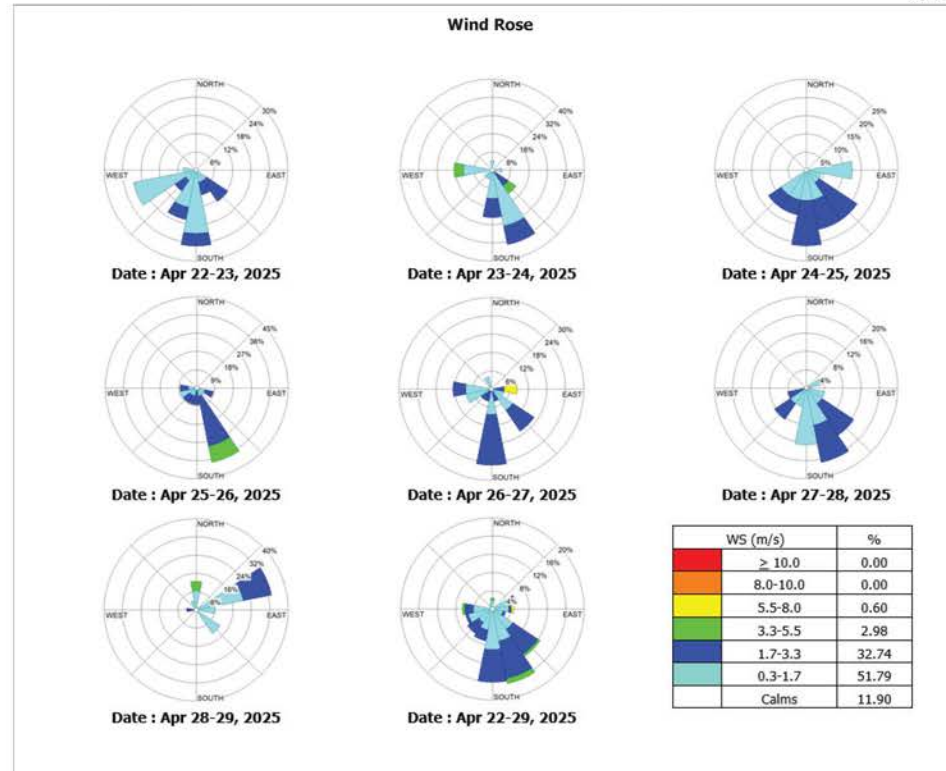 Wind Rose
NORTH
30%
24%
18%
12%
6%
WEST
EAST
SOUTH
Date : Apr 22-23, 2025
NORTH
40%
32%
24%
16%
8%
WEST
EAST
SOUTH
Date : Apr 23-24, 2025
NORTH
25%
20%
15%
10%
5%
WEST
EAST
SOUTH
Date : Apr 24-25, 2025
NORTH
45%
36%
27%
18%
9%
WEST
EAST
SOUTH
Date : Apr 25-26, 2025
NORTH
30%
24%
18%
12%
6%
WEST
EAST
SOUTH
Date : Apr 26-27, 2025
NORTH
20%
16%
12%
8%
4%
WEST
EAST
SOUTH
Date : Apr 27-28, 2025
NORTH
40%
32%
24%
16%
8%
WEST
EAST
SOUTH
Date : Apr 28-29, 2025
NORTH
20%
16%
12%
8%
4%
WEST
EAST
SOUTH
Date : Apr 22-29, 2025
WS (m/s) %
≥ 10.0 0.00
8.0-10.0 0.00
5.5-8.0 0.60
3.3-5.5 2.98
1.7-3.3 32.74
0.3-1.7 51.79
Calms 11.90